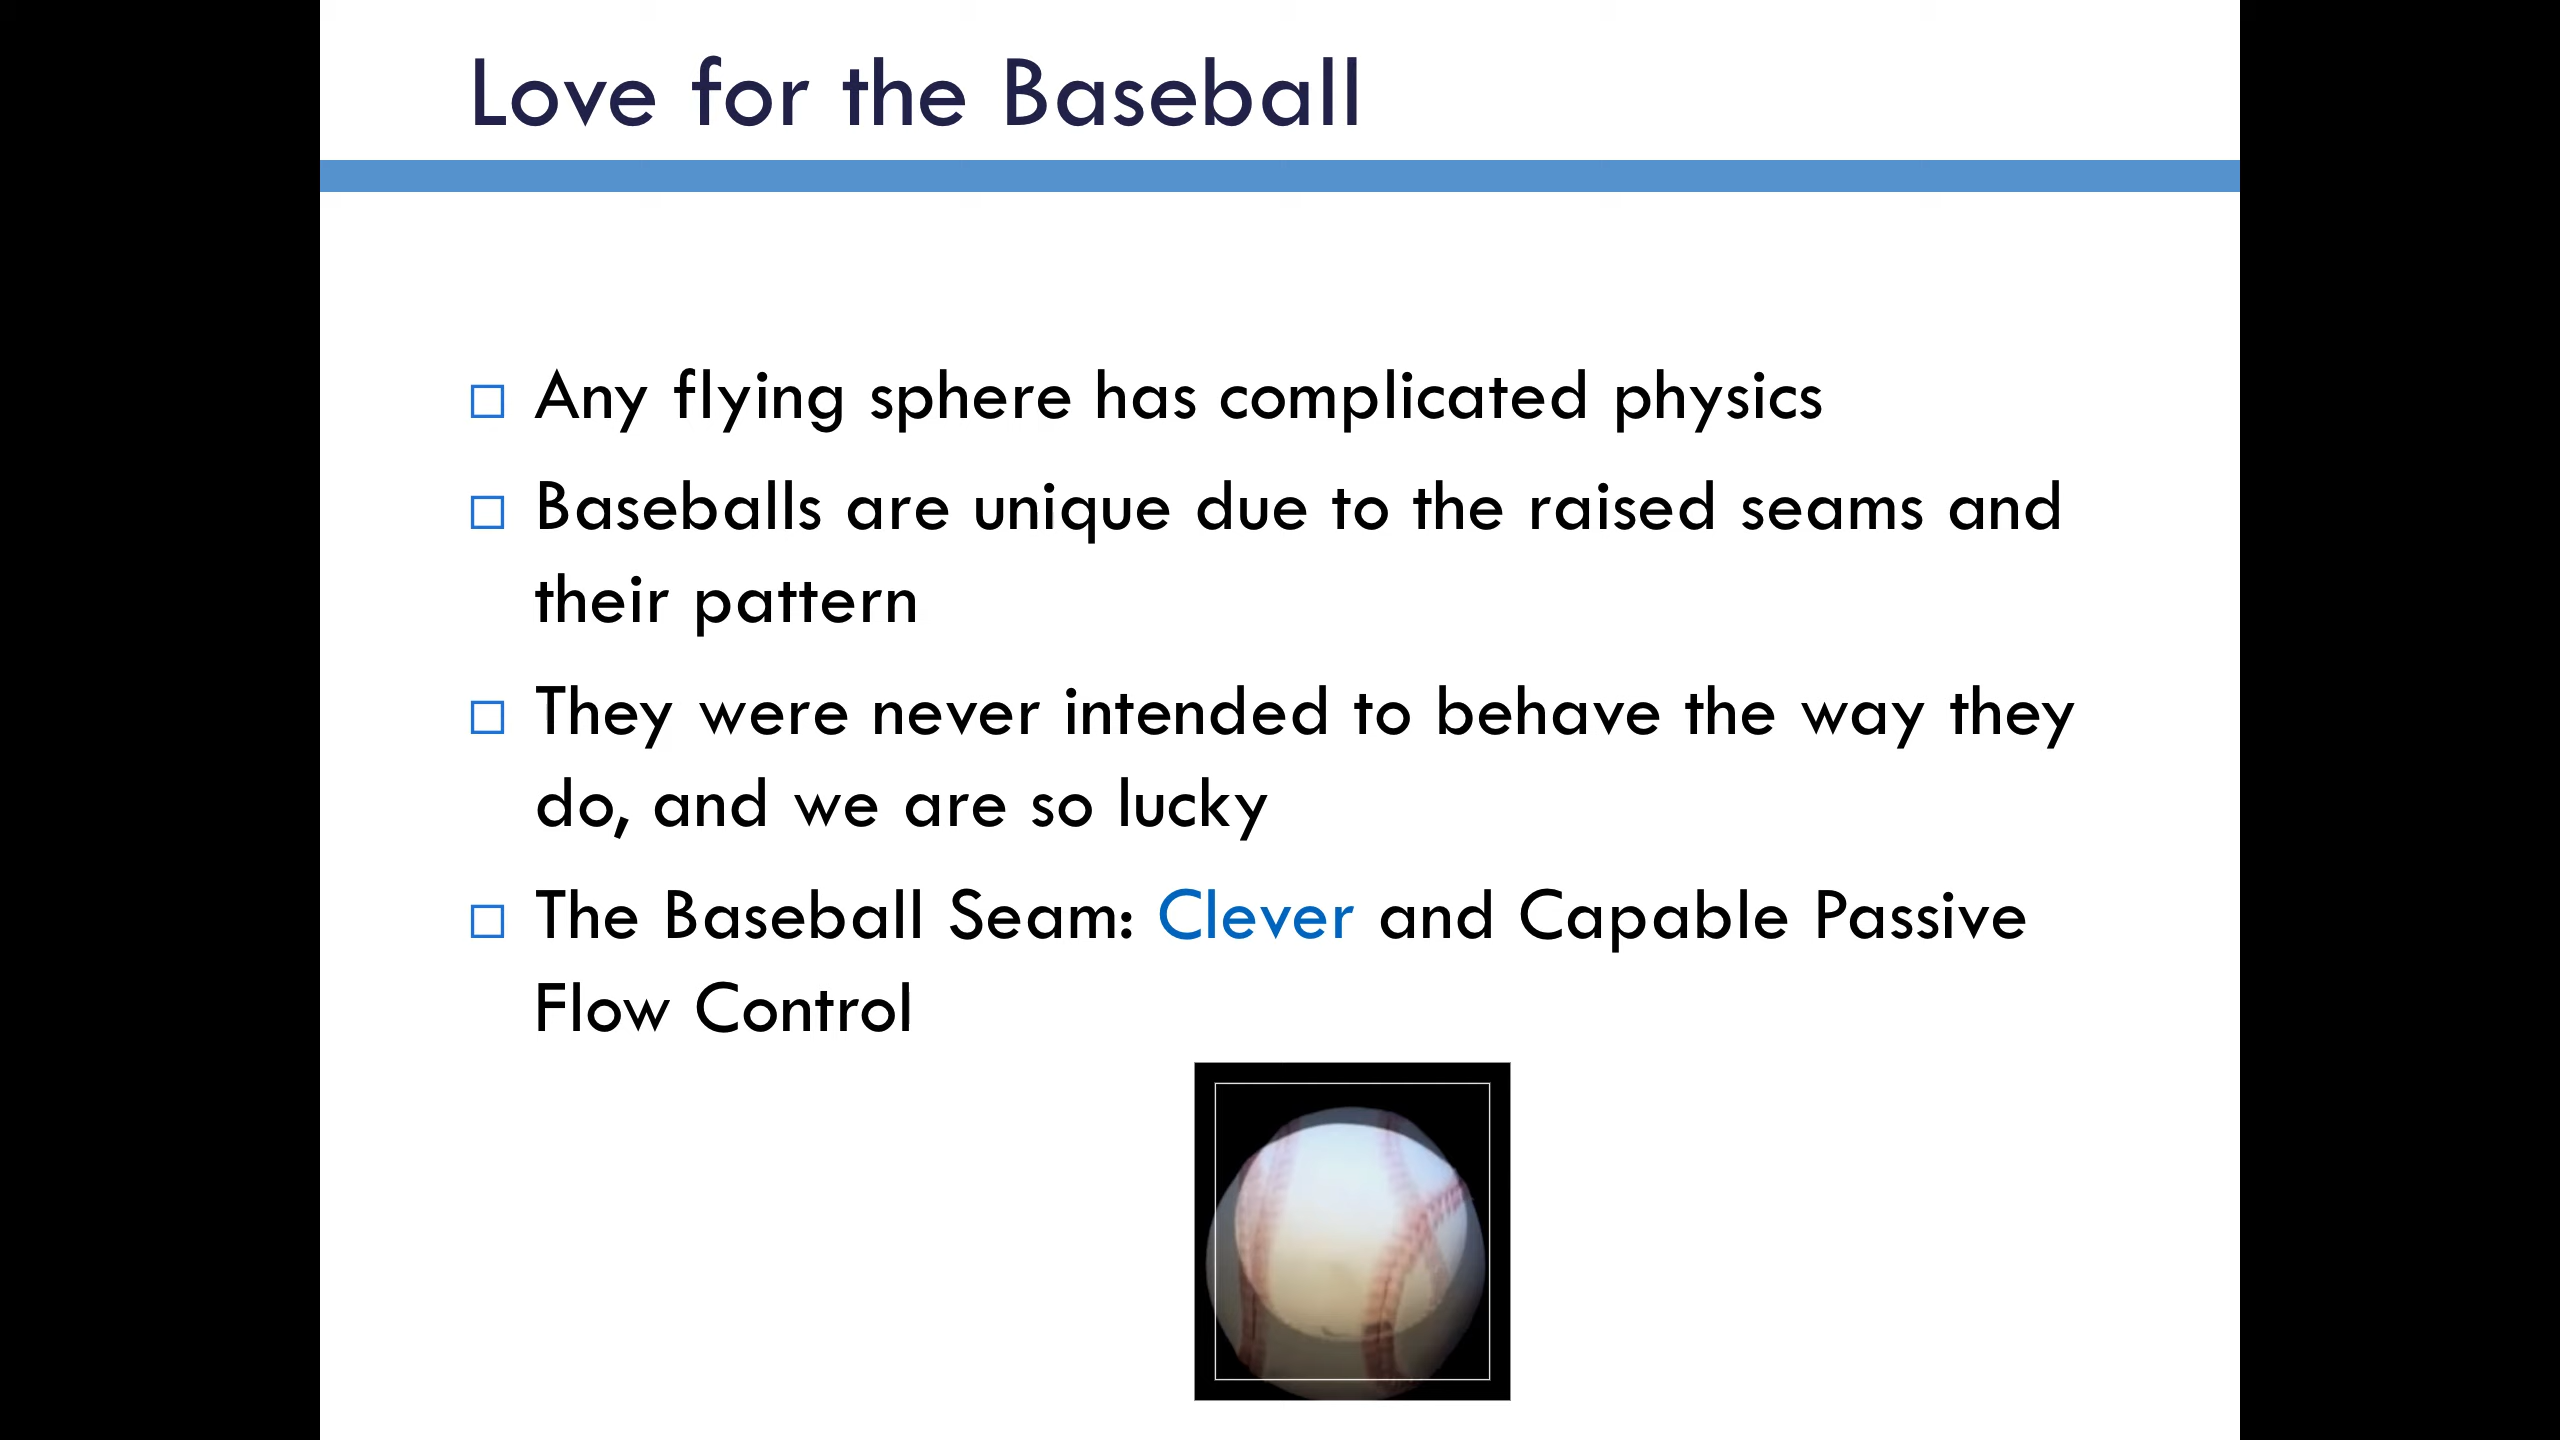 Love for the Baseball
Any flying sphere has complicated physics
Baseballs are unique due to the raised seams and
their pattern
They were never intended to behave the way they
do, and we are so lucky
The Baseball Seam: Clever and Capable Passive
Flow Control